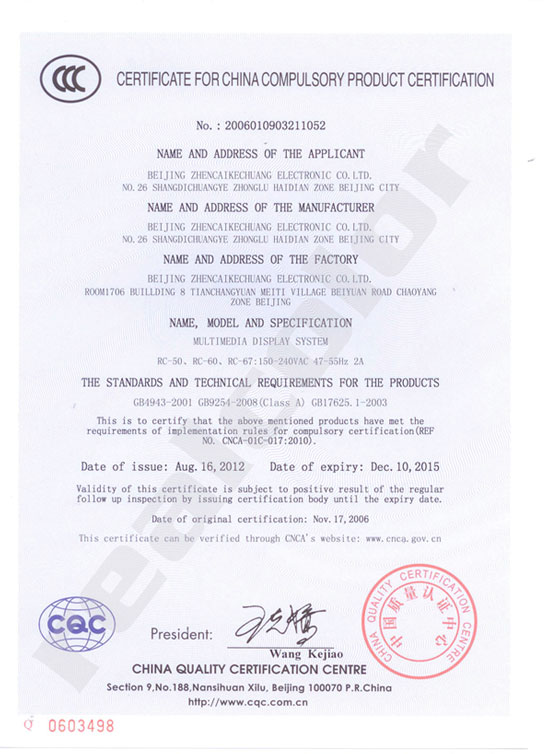 CCC
CERTIFICATE FOR CHINA COMPULSORY PRODUCT CERTIFICATION
No.: 2006010903211052
NAME AND ADDRESS OF THE APPLICANT
BEIJING ZHENCAIKECHUANG ELECTRONIC CO. LTD.
NO. 26 SHANGDICHUANGYE ZHONGLU HAIDIAN ZONE BEIJING CITY
NAME AND ADDRESS OF THE MANUFACTURER
BEIJING ZHENCAIKECHUANG ELECTRONIC CO. LTD.
NO. 26 SHANGDICHUANGYE ZHONGLU HAIDIAN ZONE BEIJING CITY
NAME AND ADDRESS OF THE FACTORY
BEIJING ZHENCAIKECHUANG ELECTRONIC CO. LTD.
ROOM1706 BUILLDING 8 TIANCHANGYUAN MEITI VILLAGE BEIYUAN ROAD CHAOYANG
ZONE BEIJING
NAME, MODEL AND SPECIFICATION
MULTIMEDIA DISPLAY SYSTEM
RC-50、RC-60、RC-67:150-240VAC 47-55Hz 2A
THE STANDARDS AND TECHNICAL REQUIREMENTS FOR THE PRODUCTS
GB4943-2001 GB9254-2008(Class A) GB17625.1-2003
This is to certify that the above mentioned products have met the
requirements of implementation rules for compulsory certification(REF
NO. CNCA-01C-017:2010).
Date of issue: Aug. 16, 2012 Date of expiry: Dec. 10, 2015
Validity of this certificate is subject to positive result of the regular
follow up inspection by issuing certification body until the expiry date.
Date of original certification: Nov. 17, 2006
This certificate can be verified through CNCA's website: www.cnca.gov.cn
realcolor
CQC
President:
Wang Kejiao
CHINA QUALITY CERTIFICATION CENTRE
中国质量认证中心
CHINA QUALITY CERTIFICATION CENTRE
Section 9, No.188, Nansihuan Xilu, Beijing 100070 P.R.China
http://www.cqc.com.cn
Q 0603498